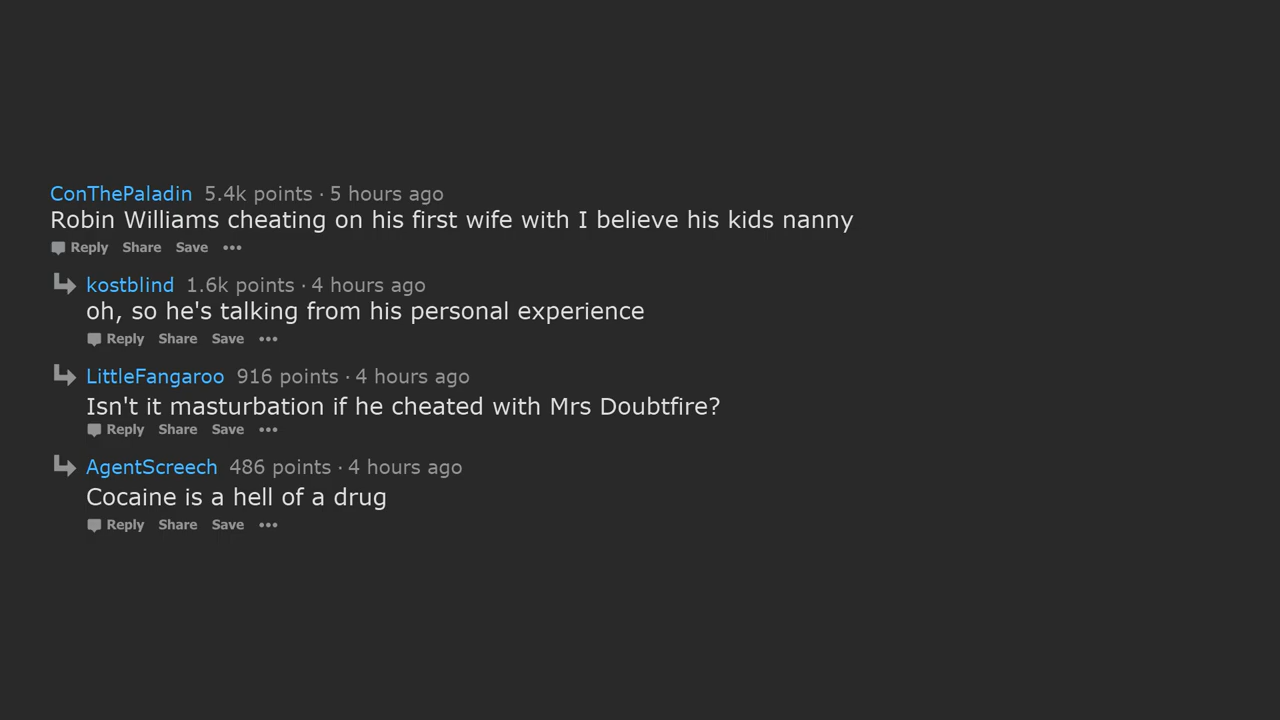 ConThePaladin 5.4k points · 5 hours ago
Robin Williams cheating on his first wife with I believe his kids nanny
Reply Share Save •••
kostblind 1.6k points · 4 hours ago
oh, so he's talking from his personal experience
Reply Share Save •••
LittleFangaroo 916 points · 4 hours ago
Isn't it masturbation if he cheated with Mrs Doubtfire?
Reply Share Save •••
AgentScreech 486 points · 4 hours ago
Cocaine is a hell of a drug
Reply Share Save •••